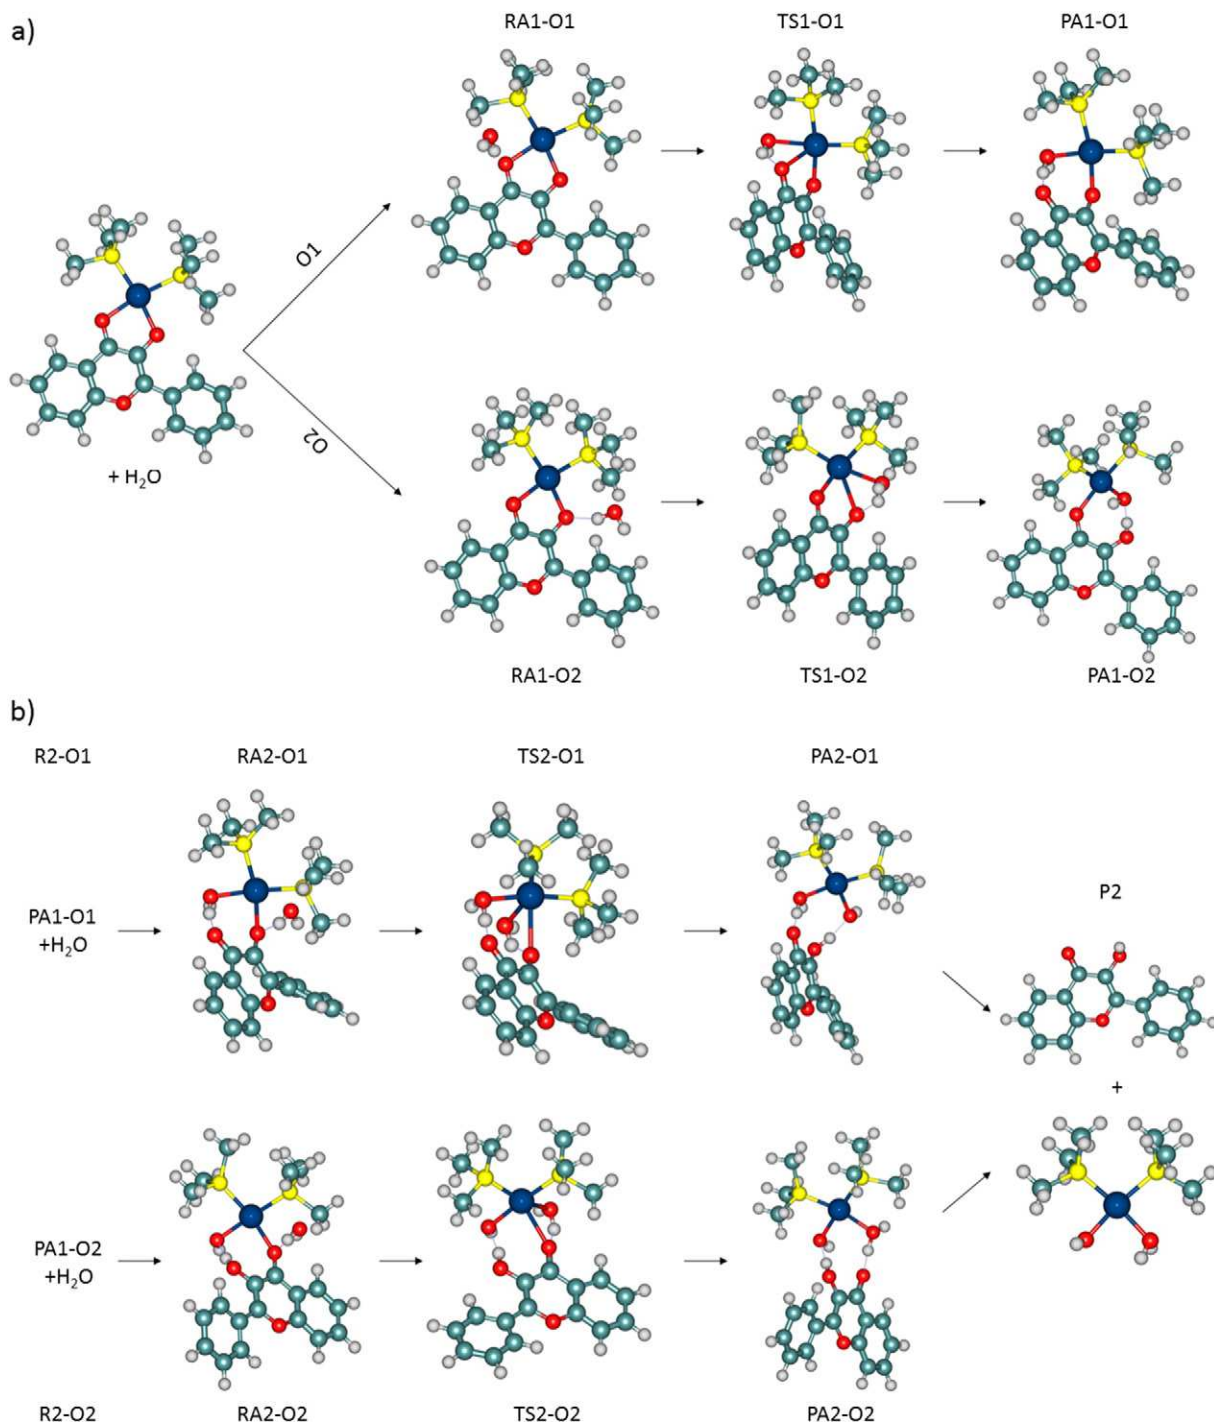 a)
RA1-O1 TS1-O1 PA1-O1
O1
O2
+ H₂O
RA1-O2 TS1-O2 PA1-O2
b)
R2-O1 RA2-O1 TS2-O1 PA2-O1
P2
PA1-O1
+H₂O
+
PA1-O2
+H₂O
R2-O2 RA2-O2 TS2-O2 PA2-O2